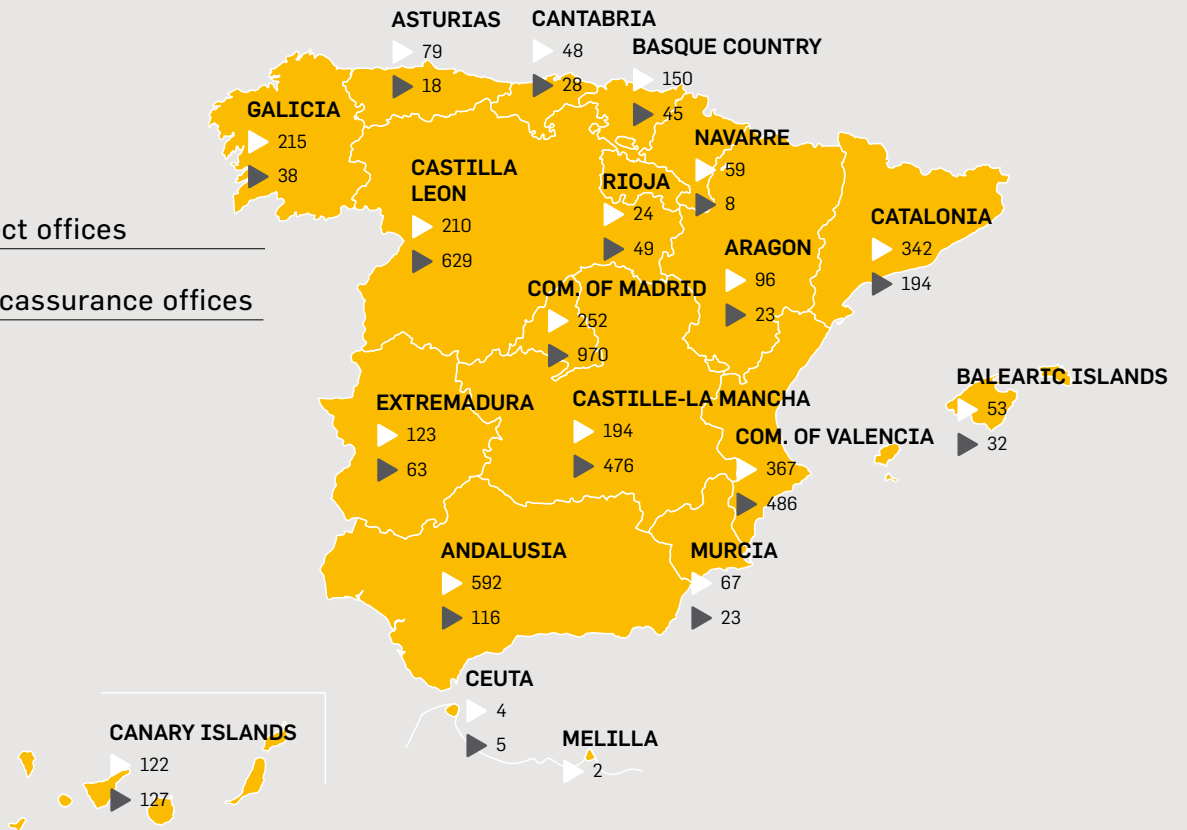 ASTURIAS
79
18
CANTABRIA
48
28
BASQUE COUNTRY
150
45
GALICIA
215
38
NAVARRE
59
8
CASTILLA
LEON
210
629
RIOJA
24
49
CATALONIA
342
194
ct offices
cassurance offices
ARAGON
96
23
COM. OF MADRID
252
970
BALEARIC ISLANDS
53
32
EXTREMADURA
123
63
CASTILLE-LA MANCHA
194
476
COM. OF VALENCIA
367
486
ANDALUSIA
592
116
MURCIA
67
23
CEUTA
4
5
MELILLA
2
CANARY ISLANDS
122
127